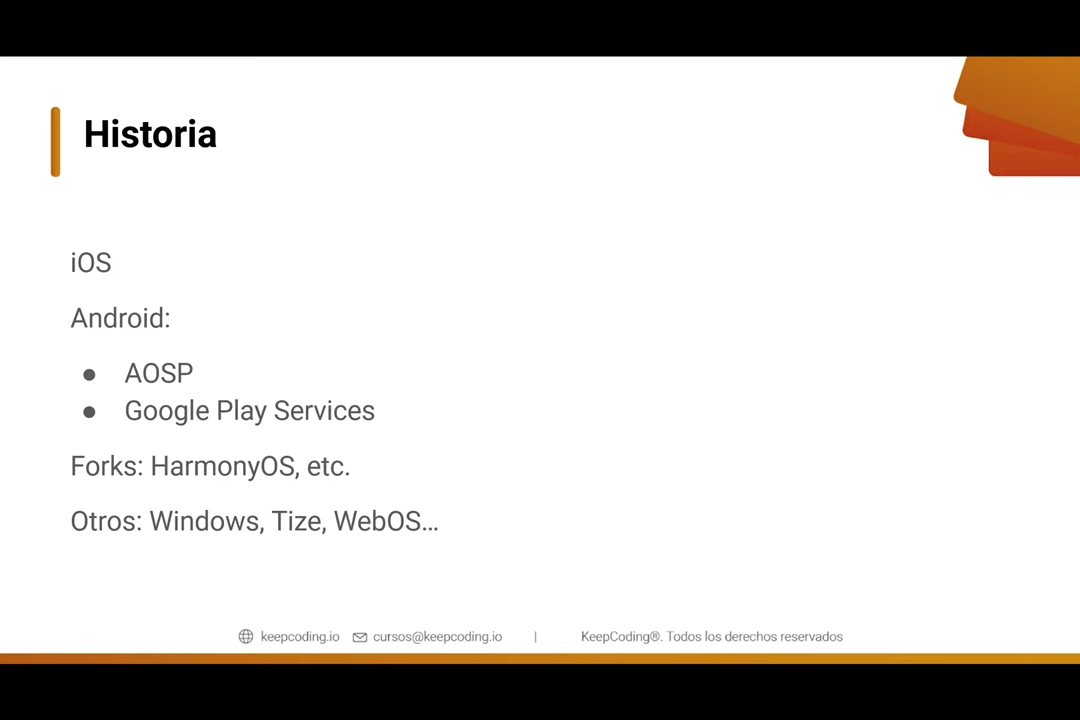 Historia
iOS
Android:
● AOSP
● Google Play Services
Forks: HarmonyOS, etc.
Otros: Windows, Tize, WebOS…
keepcoding.io cursos@keepcoding.io | KeepCoding®. Todos los derechos reservados